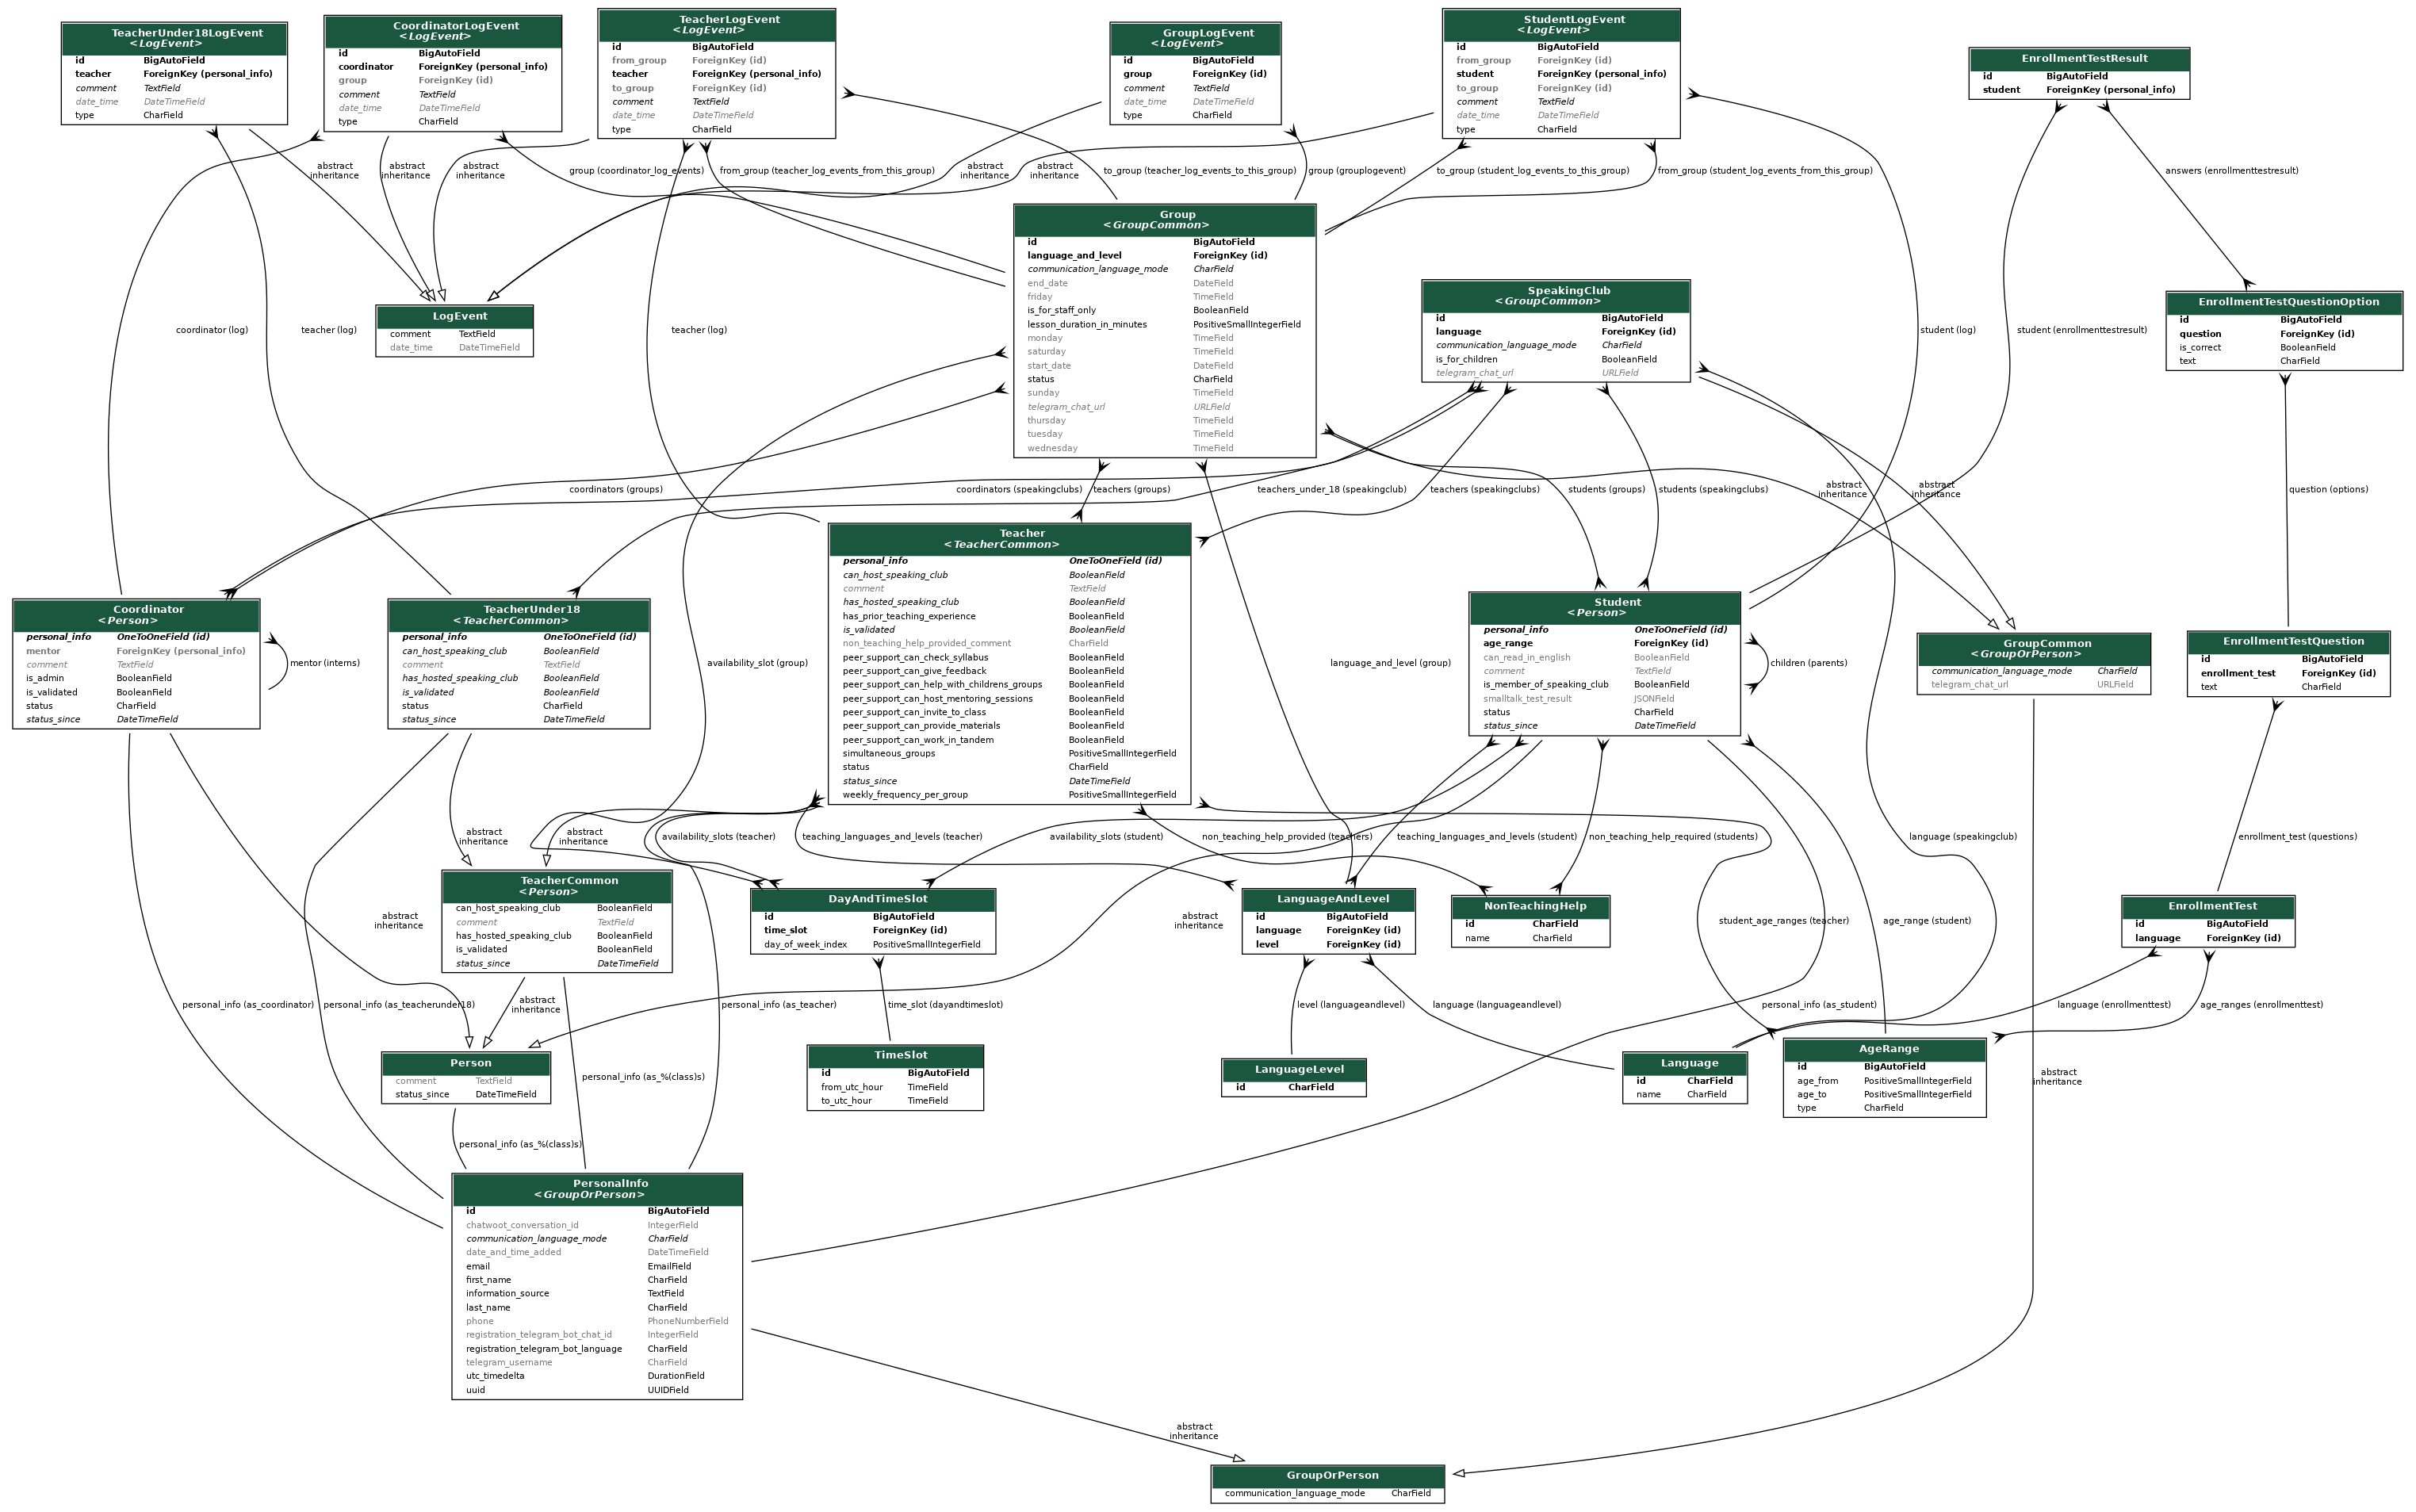 TeacherUnder18LogEvent
<LogEvent>
id BigAutoField
teacher ForeignKey (personal_info)
comment TextField
date_time DateTimeField
type CharField
CoordinatorLogEvent
<LogEvent>
id BigAutoField
coordinator ForeignKey (personal_info)
group ForeignKey (id)
comment TextField
date_time DateTimeField
type CharField
TeacherLogEvent
<LogEvent>
id BigAutoField
from_group ForeignKey (id)
teacher ForeignKey (personal_info)
to_group ForeignKey (id)
comment TextField
date_time DateTimeField
type CharField
GroupLogEvent
<LogEvent>
id BigAutoField
group ForeignKey (id)
comment TextField
date_time DateTimeField
type CharField
StudentLogEvent
<LogEvent>
id BigAutoField
from_group ForeignKey (id)
student ForeignKey (personal_info)
to_group ForeignKey (id)
comment TextField
date_time DateTimeField
type CharField
EnrollmentTestResult
id BigAutoField
student ForeignKey (personal_info)
abstract
inheritance
abstract
inheritance
abstract
inheritance
group (coordinator_log_events)
from_group (teacher_log_events_from_this_group)
abstract
inheritance
abstract
inheritance
to_group (teacher_log_events_to_this_group)
group (grouplogevent)
to_group (student_log_events_to_this_group)
from_group (student_log_events_from_this_group)
answers (enrollmenttestresult)
Group
<GroupCommon>
id BigAutoField
language_and_level ForeignKey (id)
communication_language_mode CharField
end_date DateField
friday TimeField
is_for_staff_only BooleanField
lesson_duration_in_minutes PositiveSmallIntegerField
monday TimeField
saturday TimeField
start_date DateField
status CharField
sunday TimeField
telegram_chat_url URLField
thursday TimeField
tuesday TimeField
wednesday TimeField
SpeakingClub
<GroupCommon>
id BigAutoField
language ForeignKey (id)
communication_language_mode CharField
is_for_children BooleanField
telegram_chat_url URLField
EnrollmentTestQuestionOption
id BigAutoField
question ForeignKey (id)
is_correct BooleanField
text CharField
LogEvent
comment TextField
date_time DateTimeField
coordinator (log)
teacher (log)
teacher (log)
student (log)
student (enrollmenttestresult)
coordinators (groups)
coordinators (speakingclubs)
teachers (groups)
teachers_under_18 (speakingclub)
teachers (speakingclubs)
students (groups)
students (speakingclubs)
abstract
inheritance
abstract
inheritance
question (options)
Teacher
<TeacherCommon>
personal_info OneToOneField (id)
can_host_speaking_club BooleanField
comment TextField
has_hosted_speaking_club BooleanField
has_prior_teaching_experience BooleanField
is_validated BooleanField
non_teaching_help_provided_comment CharField
peer_support_can_check_syllabus BooleanField
peer_support_can_give_feedback BooleanField
peer_support_can_help_with_childrens_groups BooleanField
peer_support_can_host_mentoring_sessions BooleanField
peer_support_can_invite_to_class BooleanField
peer_support_can_provide_materials BooleanField
peer_support_can_work_in_tandem BooleanField
simultaneous_groups PositiveSmallIntegerField
status CharField
status_since DateTimeField
weekly_frequency_per_group PositiveSmallIntegerField
Coordinator
<Person>
personal_info OneToOneField (id)
mentor ForeignKey (personal_info)
comment TextField
is_admin BooleanField
is_validated BooleanField
status CharField
status_since DateTimeField
mentor (interns)
TeacherUnder18
<TeacherCommon>
personal_info OneToOneField (id)
can_host_speaking_club BooleanField
comment TextField
has_hosted_speaking_club BooleanField
is_validated BooleanField
status CharField
status_since DateTimeField
availability_slot (group)
language_and_level (group)
Student
<Person>
personal_info OneToOneField (id)
age_range ForeignKey (id)
can_read_in_english BooleanField
comment TextField
is_member_of_speaking_club BooleanField
smalltalk_test_result JSONField
status CharField
status_since DateTimeField
children (parents)
GroupCommon
<GroupOrPerson>
communication_language_mode CharField
telegram_chat_url URLField
EnrollmentTestQuestion
id BigAutoField
enrollment_test ForeignKey (id)
text CharField
abstract
inheritance
abstract
inheritance
availability_slots (teacher)
teaching_languages_and_levels (teacher)
availability_slots (student)
non_teaching_help_provided (teachers)
teaching_languages_and_levels (student)
non_teaching_help_required (students)
language (speakingclub)
enrollment_test (questions)
TeacherCommon
<Person>
can_host_speaking_club BooleanField
comment TextField
has_hosted_speaking_club BooleanField
is_validated BooleanField
status_since DateTimeField
DayAndTimeSlot
id BigAutoField
time_slot ForeignKey (id)
day_of_week_index PositiveSmallIntegerField
LanguageAndLevel
id BigAutoField
language ForeignKey (id)
level ForeignKey (id)
NonTeachingHelp
id CharField
name CharField
EnrollmentTest
id BigAutoField
language ForeignKey (id)
abstract
inheritance
abstract
inheritance
student_age_ranges (teacher)
age_range (student)
personal_info (as_coordinator)
personal_info (as_teacherunder18)
abstract
inheritance
personal_info (as_teacher)
time_slot (dayandtimeslot)
level (languageandlevel)
language (languageandlevel)
personal_info (as_student)
language (enrollmenttest)
age_ranges (enrollmenttest)
Person
comment TextField
status_since DateTimeField
personal_info (as_%(class)s)
TimeSlot
id BigAutoField
from_utc_hour TimeField
to_utc_hour TimeField
LanguageLevel
id CharField
Language
id CharField
name CharField
AgeRange
id BigAutoField
age_from PositiveSmallIntegerField
age_to PositiveSmallIntegerField
type CharField
abstract
inheritance
personal_info (as_%(class)s)
PersonalInfo
<GroupOrPerson>
id BigAutoField
chatwoot_conversation_id IntegerField
communication_language_mode CharField
date_and_time_added DateTimeField
email EmailField
first_name CharField
information_source TextField
last_name CharField
phone PhoneNumberField
registration_telegram_bot_chat_id IntegerField
registration_telegram_bot_language CharField
telegram_username CharField
utc_timedelta DurationField
uuid UUIDField
abstract
inheritance
GroupOrPerson
communication_language_mode CharField